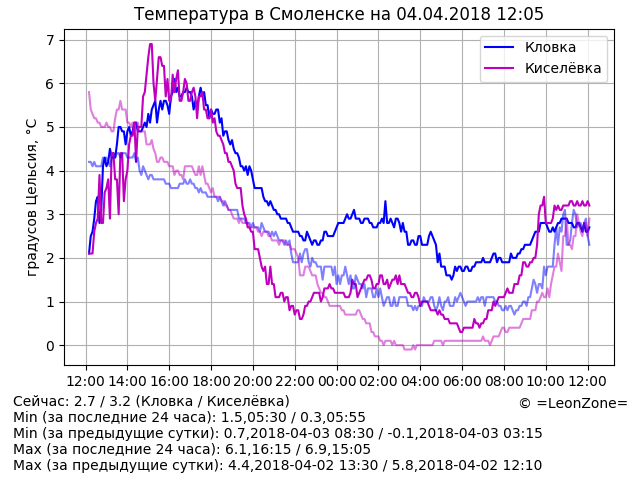 Температура в Смоленске на 04.04.2018 12:05
Кловка
Киселёвка
градусов Цельсия, °C
7
6
5
4
3
2
1
0
12:00 14:00 16:00 18:00 20:00 22:00 00:00 02:00 04:00 06:00 08:00 10:00 12:00
Сейчас: 2.7 / 3.2 (Кловка / Киселёвка)
© =LeonZone=
Min (за последние 24 часа): 1.5,05:30 / 0.3,05:55
Min (за предыдущие сутки): 0.7,2018-04-03 08:30 / -0.1,2018-04-03 03:15
Max (за последние 24 часа): 6.1,16:15 / 6.9,15:05
Max (за предыдущие сутки): 4.4,2018-04-02 13:30 / 5.8,2018-04-02 12:10